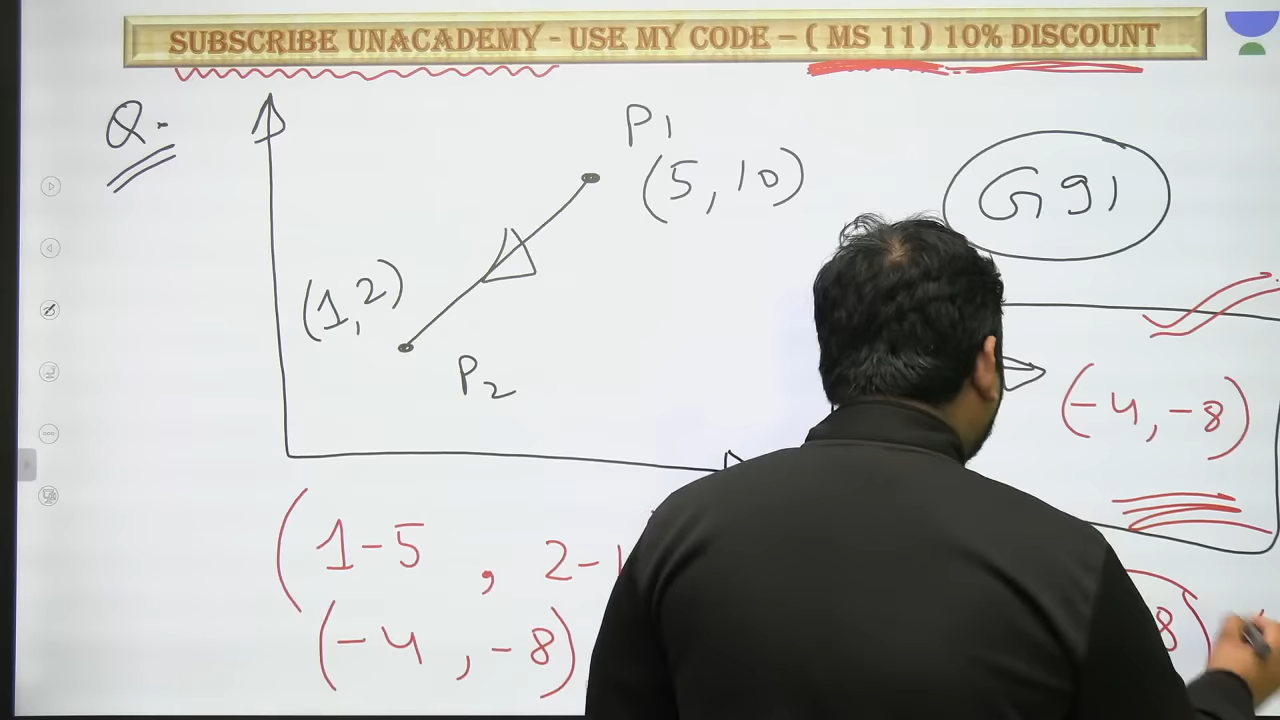 SUBSCRIBE UNACADEMY - USE MY CODE - ( MS 11) 10% DISCOUNT
Q.
P1
(5, 10)
G91
(1, 2)
P2
(-4, -8)
(1-5 , 2-1
(-4 , -8)
8)